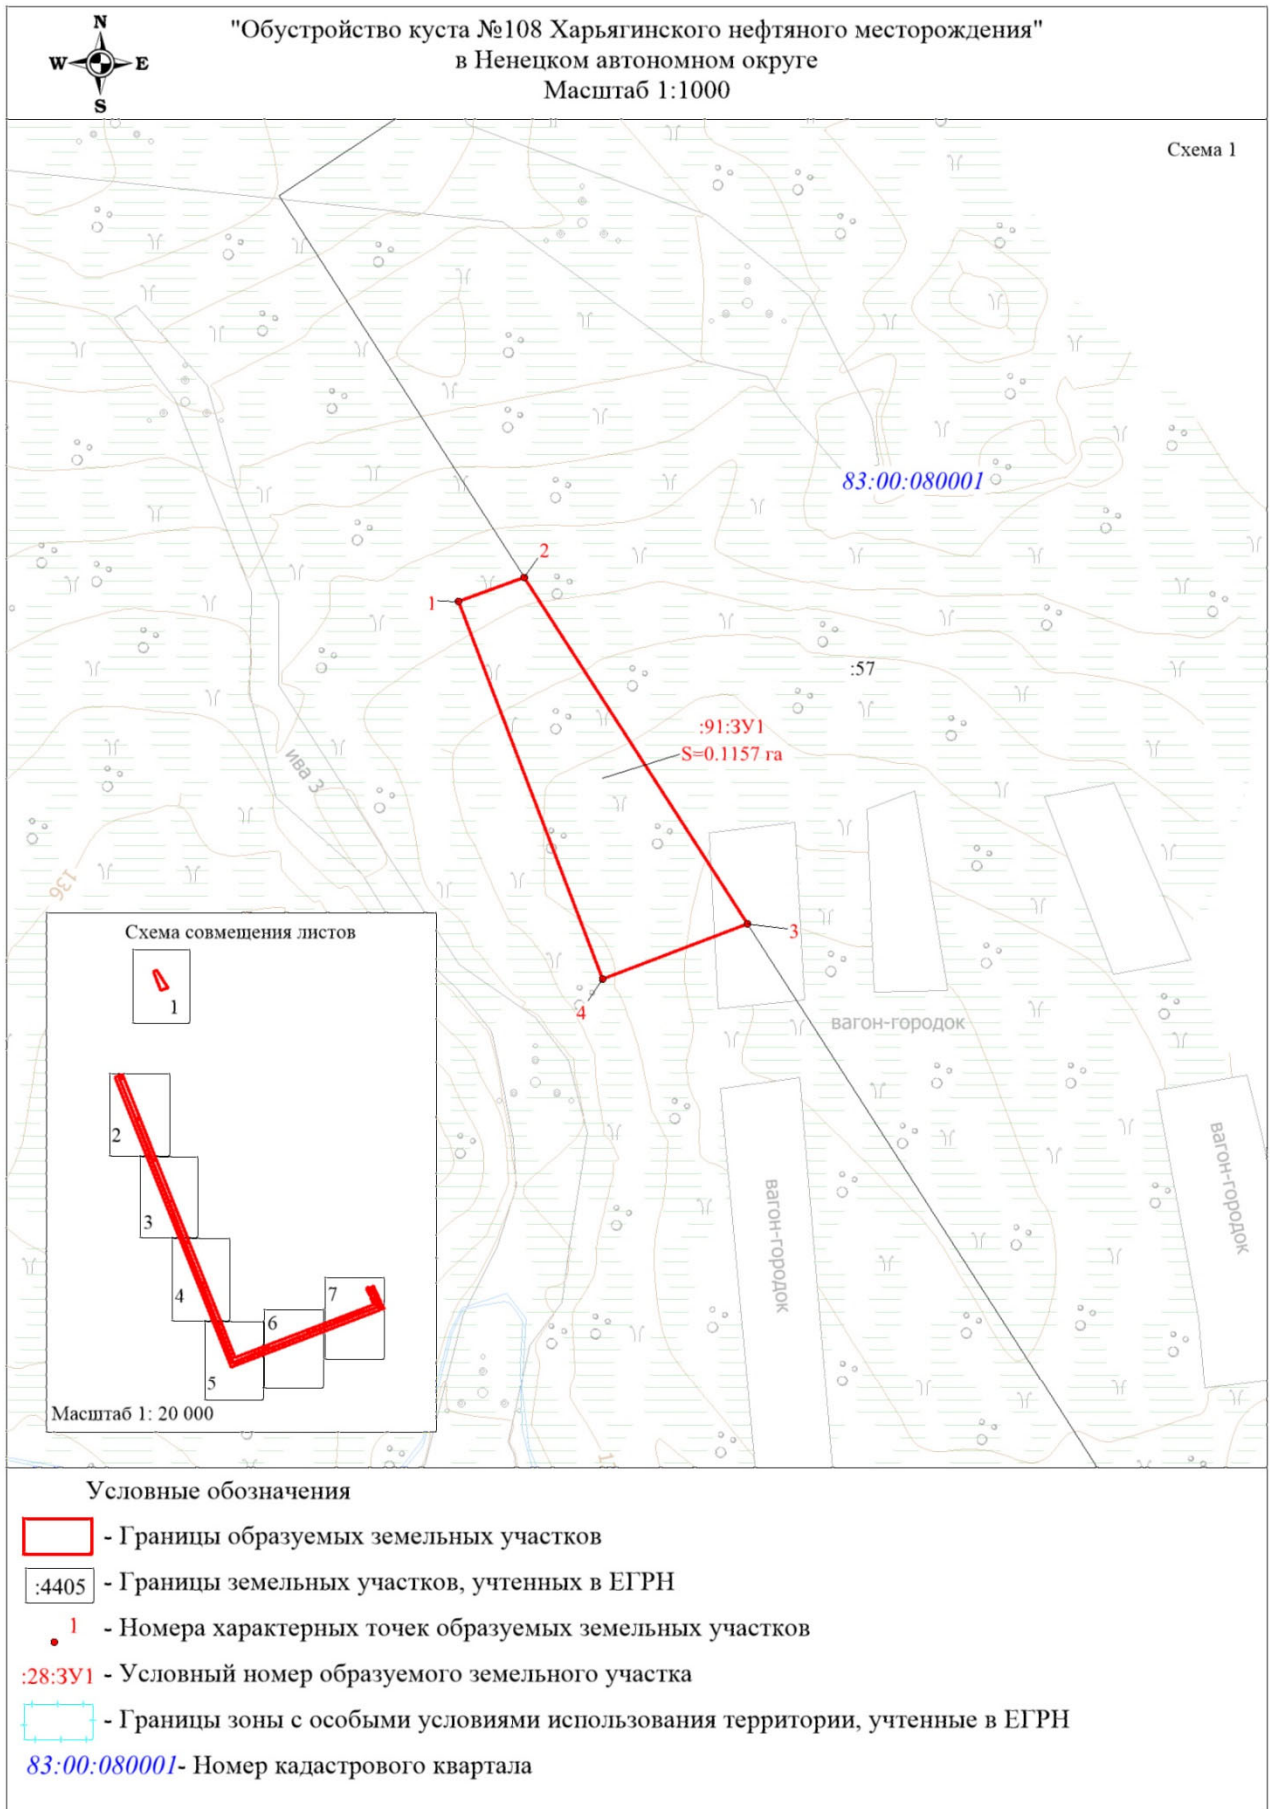 N
W E
S
"Обустройство куста №108 Харьягинского нефтяного месторождения"
в Ненецком автономном округе
Масштаб 1:1000
Схема 1
83:00:080001
2
1
:57
:91:ЗУ1
S=0.1157 га
ива 3
136
3
4
вагон-городок
вагон-городок
вагон-городок
Схема совмещения листов
1
2
3
4
7
6
5
Масштаб 1: 20 000
Условные обозначения
- Границы образуемых земельных участков
:4405 - Границы земельных участков, учтенных в ЕГРН
1 - Номера характерных точек образуемых земельных участков
:28:ЗУ1 - Условный номер образуемого земельного участка
- Границы зоны с особыми условиями использования территории, учтенные в ЕГРН
83:00:080001- Номер кадастрового квартала